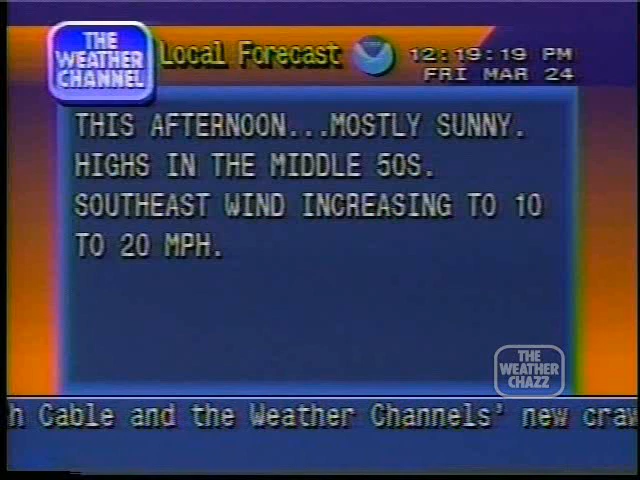 THE
WEATHER
CHANNEL
Local Forecast
12:19:19 PM
FRI MAR 24
THIS AFTERNOON...MOSTLY SUNNY.
HIGHS IN THE MIDDLE 50S.
SOUTHEAST WIND INCREASING TO 10
TO 20 MPH.
THE
WEATHER
CHAZZ
h Cable and the Weather Channels' new craw